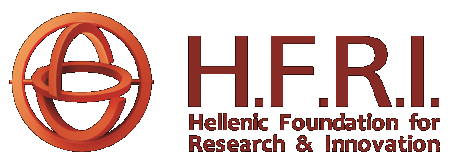 H.F.R.I.
Hellenic Foundation for
Research & Innovation